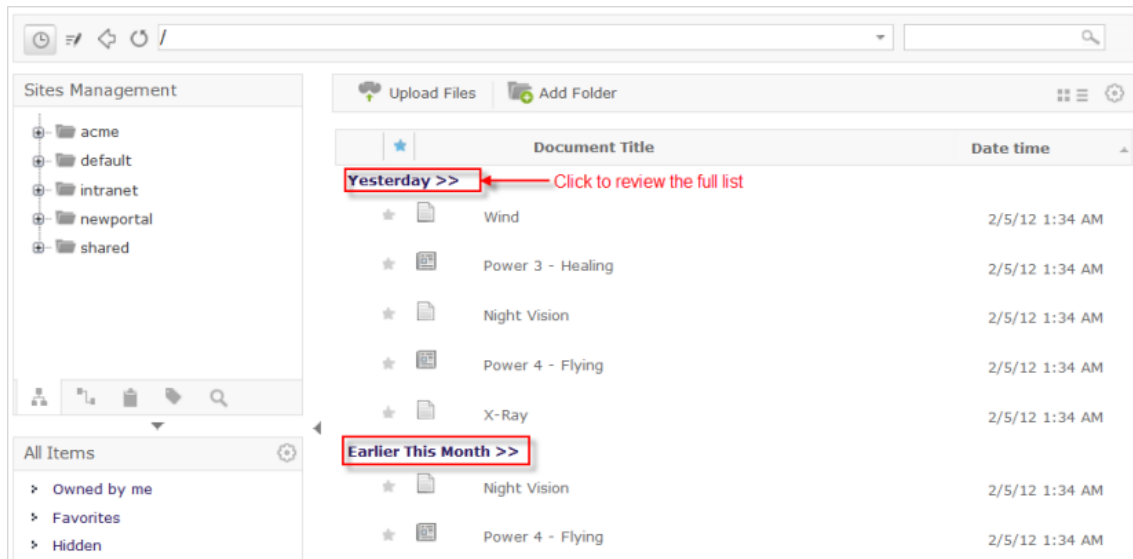 /
Sites Management
Upload Files
Add Folder
acme
default
intranet
newportal
shared
Document Title
Date time
Yesterday >>
Click to review the full list
Wind
2/5/12 1:34 AM
Power 3 - Healing
2/5/12 1:34 AM
Night Vision
2/5/12 1:34 AM
Power 4 - Flying
2/5/12 1:34 AM
X-Ray
2/5/12 1:34 AM
All Items
Owned by me
Favorites
Hidden
Earlier This Month >>
Night Vision
2/5/12 1:34 AM
Power 4 - Flying
2/5/12 1:34 AM